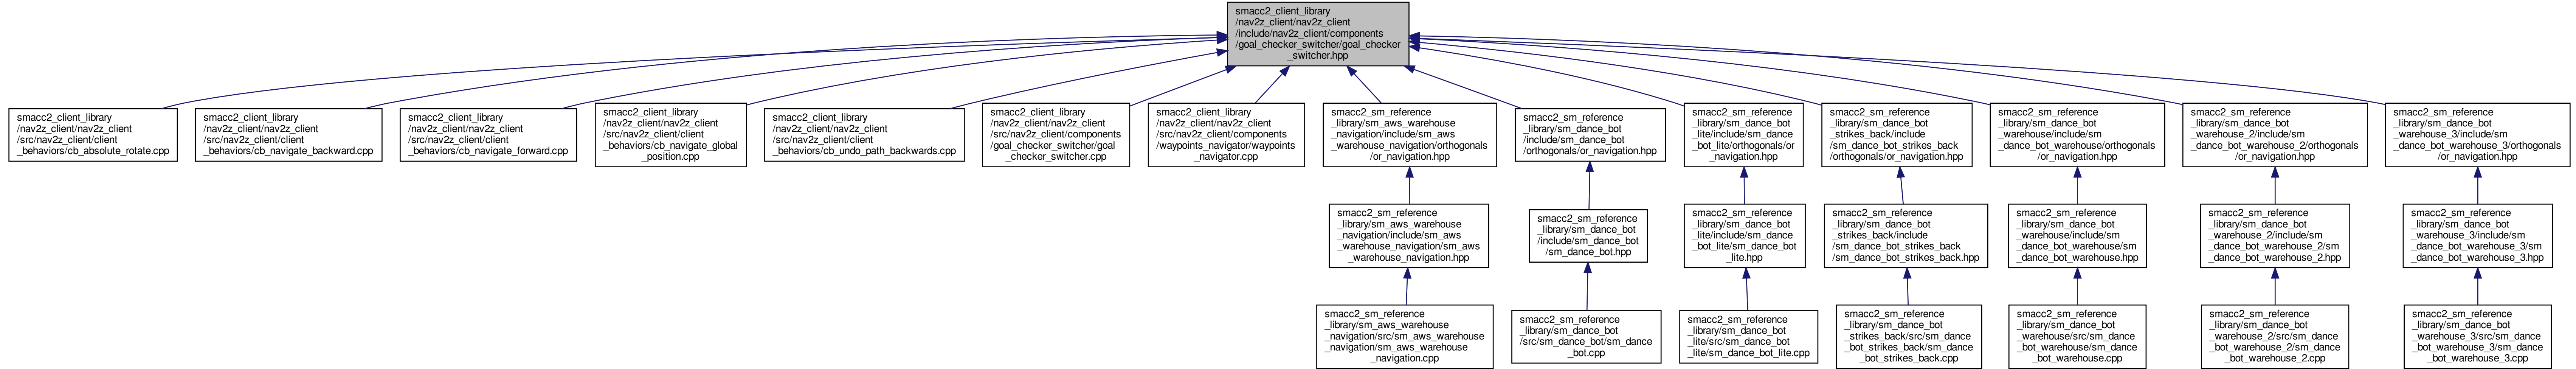 smacc2_client_library
/nav2z_client/nav2z_client
/include/nav2z_client/components
/goal_checker_switcher/goal_checker
_switcher.hpp
smacc2_client_library
/nav2z_client/nav2z_client
/src/nav2z_client/client
_behaviors/cb_absolute_rotate.cpp
smacc2_client_library
/nav2z_client/nav2z_client
/src/nav2z_client/client
_behaviors/cb_navigate_backward.cpp
smacc2_client_library
/nav2z_client/nav2z_client
/src/nav2z_client/client
_behaviors/cb_navigate_forward.cpp
smacc2_client_library
/nav2z_client/nav2z_client
/src/nav2z_client/client
_behaviors/cb_navigate_global
_position.cpp
smacc2_client_library
/nav2z_client/nav2z_client
/src/nav2z_client/client
_behaviors/cb_undo_path_backwards.cpp
smacc2_client_library
/nav2z_client/nav2z_client
/src/nav2z_client/components
/goal_checker_switcher/goal
_checker_switcher.cpp
smacc2_client_library
/nav2z_client/nav2z_client
/src/nav2z_client/components
/waypoints_navigator/waypoints
_navigator.cpp
smacc2_sm_reference
_library/sm_aws_warehouse
_navigation/include/sm_aws
_warehouse_navigation/orthogonals
/or_navigation.hpp
smacc2_sm_reference
_library/sm_dance_bot
/include/sm_dance_bot
/orthogonals/or_navigation.hpp
smacc2_sm_reference
_library/sm_dance_bot
_lite/include/sm_dance
_bot_lite/orthogonals/or
_navigation.hpp
smacc2_sm_reference
_library/sm_dance_bot
_strikes_back/include
/sm_dance_bot_strikes_back
/orthogonals/or_navigation.hpp
smacc2_sm_reference
_library/sm_dance_bot
_warehouse/include/sm
_dance_bot_warehouse/orthogonals
/or_navigation.hpp
smacc2_sm_reference
_library/sm_dance_bot
_warehouse_2/include/sm
_dance_bot_warehouse_2/orthogonals
/or_navigation.hpp
smacc2_sm_reference
_library/sm_dance_bot
_warehouse_3/include/sm
_dance_bot_warehouse_3/orthogonals
/or_navigation.hpp
smacc2_sm_reference
_library/sm_aws_warehouse
_navigation/include/sm_aws
_warehouse_navigation/sm_aws
_warehouse_navigation.hpp
smacc2_sm_reference
_library/sm_dance_bot
/include/sm_dance_bot
/sm_dance_bot.hpp
smacc2_sm_reference
_library/sm_dance_bot
_lite/include/sm_dance
_bot_lite/sm_dance_bot
_lite.hpp
smacc2_sm_reference
_library/sm_dance_bot
_strikes_back/include
/sm_dance_bot_strikes_back
/sm_dance_bot_strikes_back.hpp
smacc2_sm_reference
_library/sm_dance_bot
_warehouse/include/sm
_dance_bot_warehouse/sm
_dance_bot_warehouse.hpp
smacc2_sm_reference
_library/sm_dance_bot
_warehouse_2/include/sm
_dance_bot_warehouse_2/sm
_dance_bot_warehouse_2.hpp
smacc2_sm_reference
_library/sm_dance_bot
_warehouse_3/include/sm
_dance_bot_warehouse_3/sm
_dance_bot_warehouse_3.hpp
smacc2_sm_reference
_library/sm_aws_warehouse
_navigation/src/sm_aws_warehouse
_navigation/sm_aws_warehouse
_navigation.cpp
smacc2_sm_reference
_library/sm_dance_bot
/src/sm_dance_bot/sm_dance
_bot.cpp
smacc2_sm_reference
_library/sm_dance_bot
_lite/src/sm_dance_bot
_lite/sm_dance_bot_lite.cpp
smacc2_sm_reference
_library/sm_dance_bot
_strikes_back/src/sm_dance
_bot_strikes_back/sm_dance
_bot_strikes_back.cpp
smacc2_sm_reference
_library/sm_dance_bot
_warehouse/src/sm_dance
_bot_warehouse/sm_dance
_bot_warehouse.cpp
smacc2_sm_reference
_library/sm_dance_bot
_warehouse_2/src/sm_dance
_bot_warehouse_2/sm_dance
_bot_warehouse_2.cpp
smacc2_sm_reference
_library/sm_dance_bot
_warehouse_3/src/sm_dance
_bot_warehouse_3/sm_dance
_bot_warehouse_3.cpp